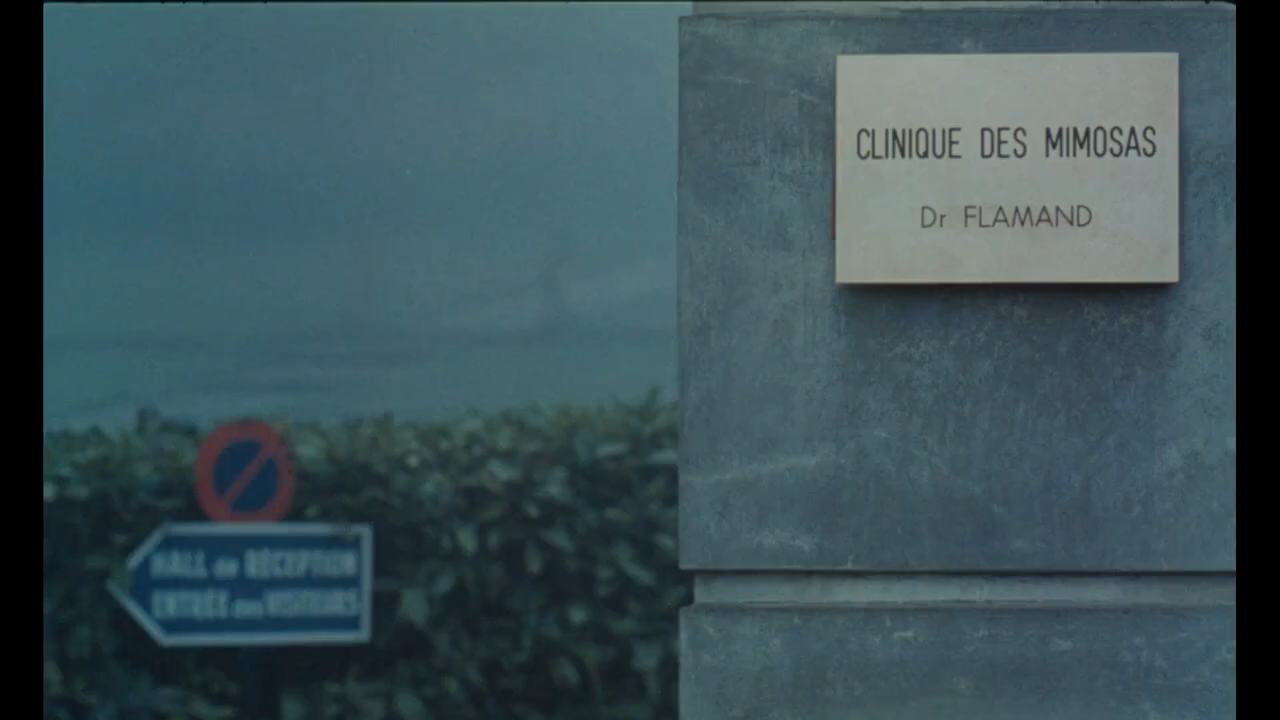 CLINIQUE DES MIMOSAS
Dr FLAMAND
HALL de RÉCEPTION
ENTRÉE des VISITEURS